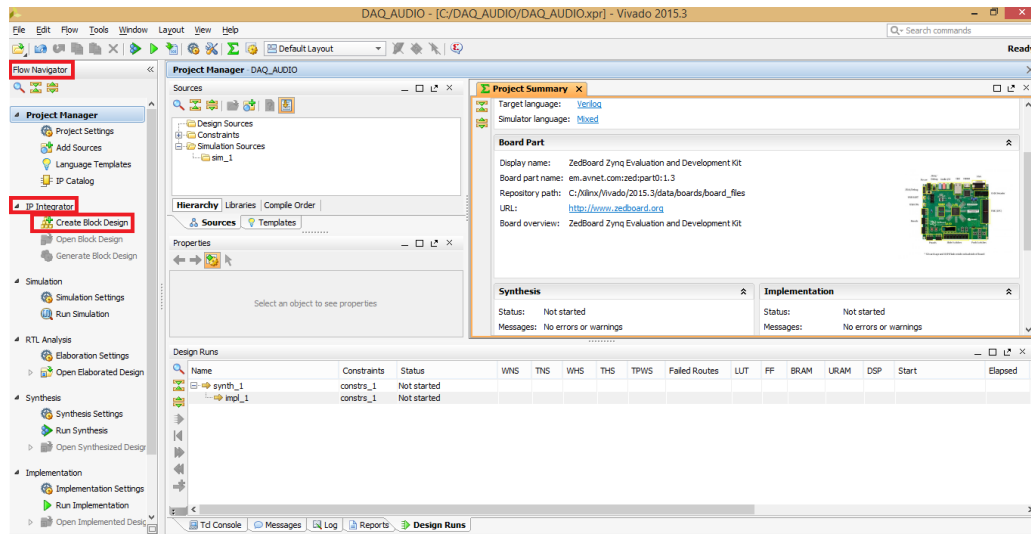 DAQ_AUDIO - [C:/DAQ_AUDIO/DAQ_AUDIO.xpr] - Vivado 2015.3
File Edit Flow Tools Window Layout View Help
Search commands
Default Layout
Ready
Flow Navigator
Project Manager
Project Settings
Add Sources
Language Templates
IP Catalog
IP Integrator
Create Block Design
Open Block Design
Generate Block Design
Simulation
Simulation Settings
Run Simulation
RTL Analysis
Elaboration Settings
Open Elaborated Design
Synthesis
Synthesis Settings
Run Synthesis
Open Synthesized Desigr
Implementation
Implementation Settings
Run Implementation
Open Implemented Desig
Project Manager - DAQ_AUDIO
Sources
Design Sources
Constraints
Simulation Sources
sim_1
Hierarchy Libraries Compile Order
Sources Templates
Properties
Select an object to see properties
Project Summary
Target language: Verilog
Simulator language: Mixed
Board Part
Display name: ZedBoard Zynq Evaluation and Development Kit
Board part name: em.avnet.com:zed:part0:1.3
Repository path: C:/Xilinx/Vivado/2015.3/data/boards/board_files
URL: http://www.zedboard.org
Board overview: ZedBoard Zynq Evaluation and Development Kit
Synthesis
Status: Not started
Messages: No errors or warnings
Implementation
Status: Not started
Messages: No errors or warnings
Design Runs
Name Constraints Status WNS TNS WHS THS TPWS Failed Routes LUT FF BRAM URAM DSP Start Elapsed
synth_1 constrs_1 Not started
impl_1 constrs_1 Not started
Tcl Console Messages Log Reports Design Runs